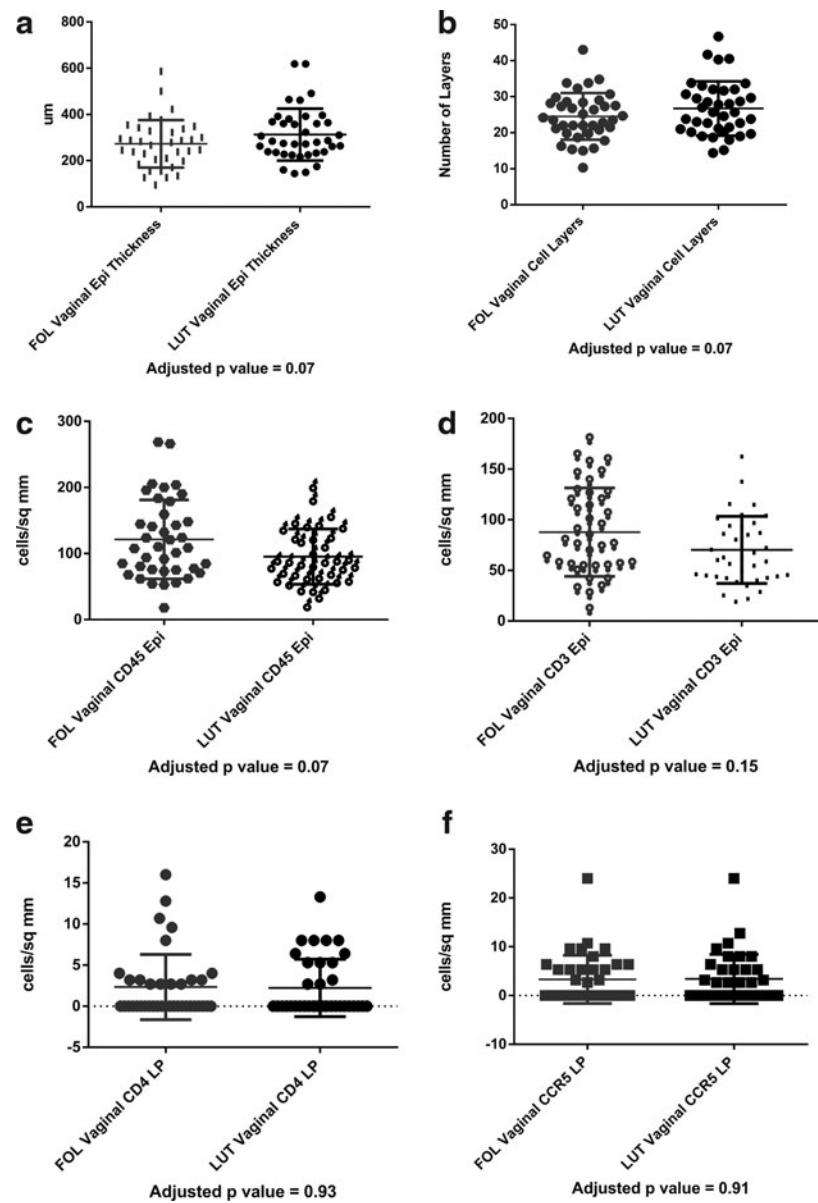 a
800
600
400
200
0
um
FOL Vaginal Epi Thickness
LUT Vaginal Epi Thickness
Adjusted p value = 0.07
b
50
40
30
20
10
0
Number of Layers
FOL Vaginal Cell Layers
LUT Vaginal Cell Layers
Adjusted p value = 0.07
c
300
200
100
0
cells/sq mm
FOL Vaginal CD45 Epi
LUT Vaginal CD45 Epi
Adjusted p value = 0.07
d
200
150
100
50
0
cells/sq mm
FOL Vaginal CD3 Epi
LUT Vaginal CD3 Epi
Adjusted p value = 0.15
e
20
15
10
5
0
-5
cells/sq mm
FOL Vaginal CD4 LP
LUT Vaginal CD4 LP
Adjusted p value = 0.93
f
30
20
10
0
-10
cells/sq mm
FOL Vaginal CCR5 LP
LUT Vaginal CCR5 LP
Adjusted p value = 0.91